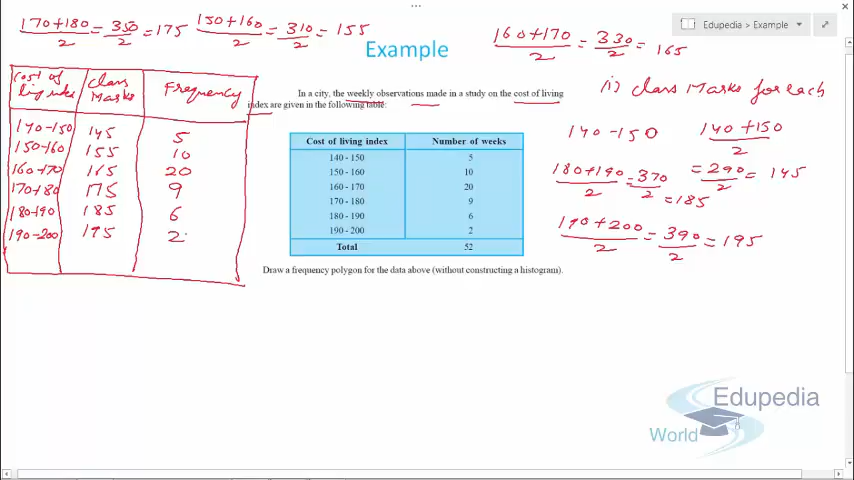 Edupedia > Example
170+180/2 = 350/2 = 175
150+160/2 = 310/2 = 155
160+170/2 = 330/2 = 165
Example
Cost of living index | Class Marks | Frequency
140-150 | 145 | 5
150-160 | 155 | 10
160-170 | 165 | 20
170-180 | 175 | 9
180-190 | 185 | 6
190-200 | 195 | 2
In a city, the weekly observations made in a study on the cost of living
index are given in the following table:
Cost of living index | Number of weeks
140 - 150 | 5
150 - 160 | 10
160 - 170 | 20
170 - 180 | 9
180 - 190 | 6
190 - 200 | 2
Total | 52
Draw a frequency polygon for the data above (without constructing a histogram).
(i) Class Marks for each
140-150
140+150/2
= 290/2 = 145
180+190/2 = 370/2
= 185
190+200/2 = 390/2 = 195
Edupedia
World